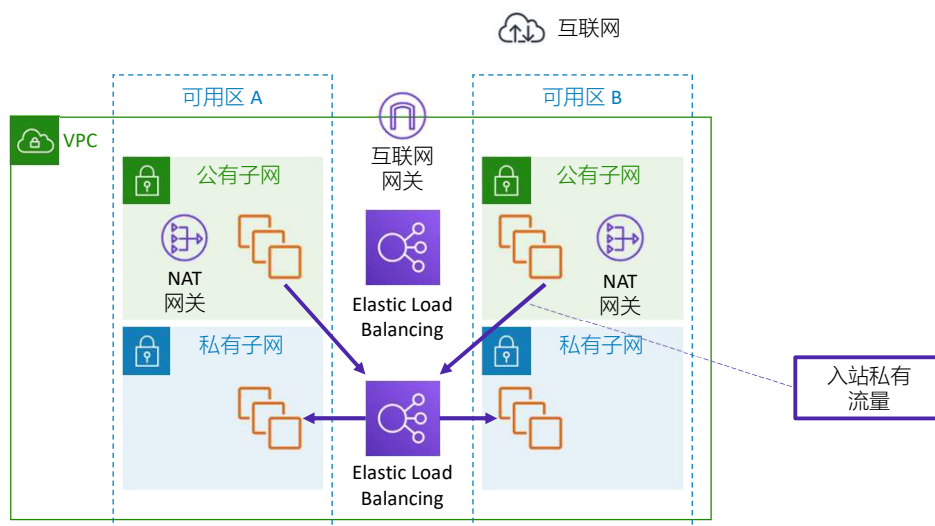 互联网
可用区 A
可用区 B
VPC
互联网
网关
公有子网
公有子网
NAT
网关
Elastic Load
Balancing
NAT
网关
私有子网
私有子网
入站私有
流量
Elastic Load
Balancing